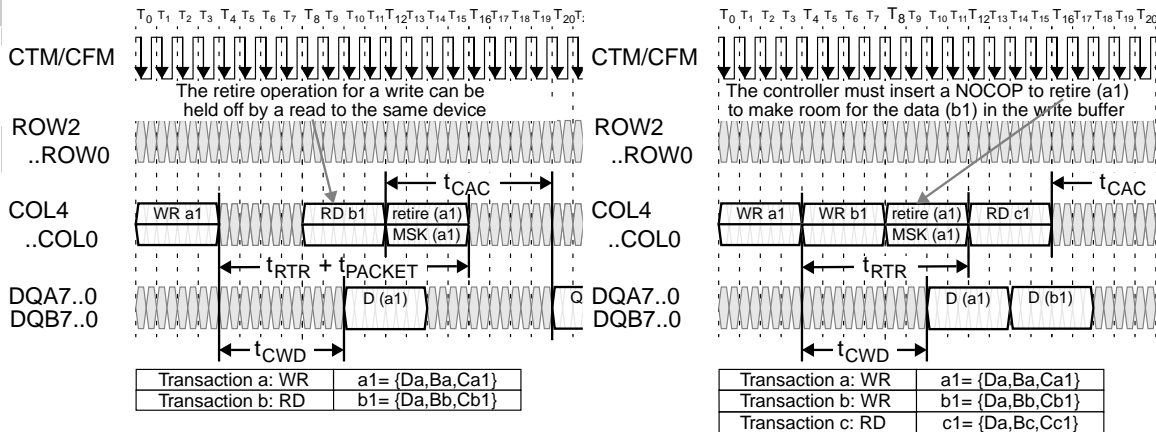 T0 T1 T2 T3 T4 T5 T6 T7 T8 T9 T10 T11 T12 T13 T14 T15 T16 T17 T18 T19 T20
CTM/CFM
The retire operation for a write can be
held off by a read to the same device
ROW2
..ROW0
tCAC
COL4
WR a1 RD b1 retire (a1)
..COL0
MSK (a1)
tRTR + tPACKET
DQA7..0
D (a1) Q
DQB7..0
tCWD
Transaction a: WR a1= {Da,Ba,Ca1}
Transaction b: RD b1= {Da,Bb,Cb1}
T0 T1 T2 T3 T4 T5 T6 T7 T8 T9 T10 T11 T12 T13 T14 T15 T16 T17 T18 T19 T20
CTM/CFM
The controller must insert a NOCOP to retire (a1)
to make room for the data (b1) in the write buffer
ROW2
..ROW0
tCAC
COL4
WR a1 WR b1 retire (a1) RD c1
..COL0
MSK (a1)
tRTR
DQA7..0
D (a1) D (b1)
DQB7..0
tCWD
Transaction a: WR a1= {Da,Ba,Ca1}
Transaction b: WR b1= {Da,Bb,Cb1}
Transaction c: RD c1= {Da,Bc,Cc1}